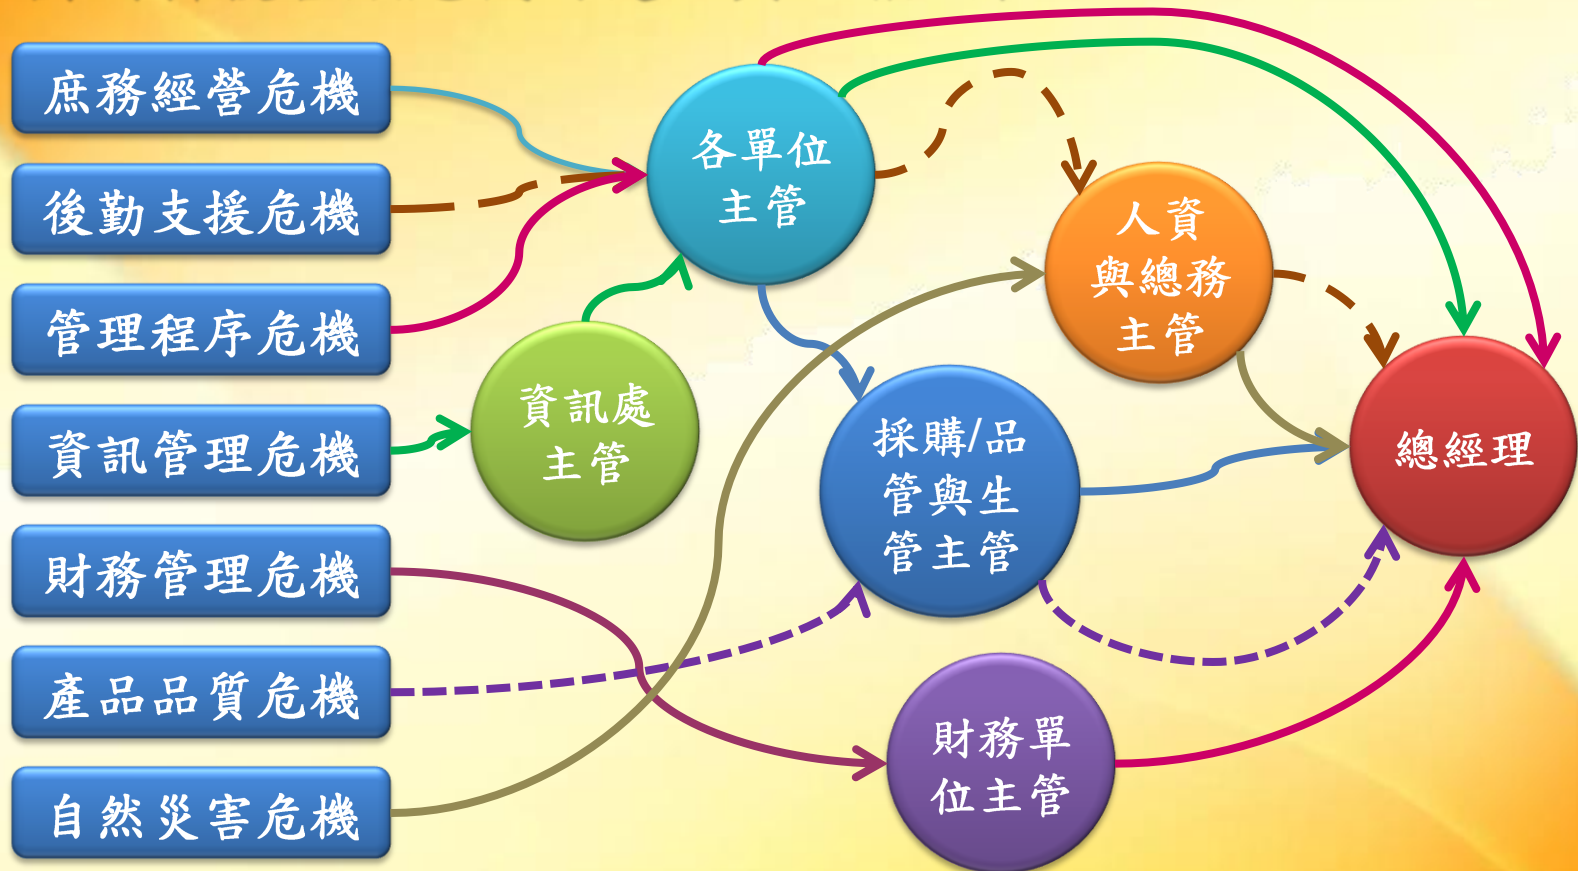 庶務經營危機
後勤支援危機
管理程序危機
資訊管理危機
財務管理危機
產品品質危機
自然災害危機
各單位
主管
資訊處
主管
人資
與總務
主管
採購/品
管與生
管主管
財務單
位主管
總經理